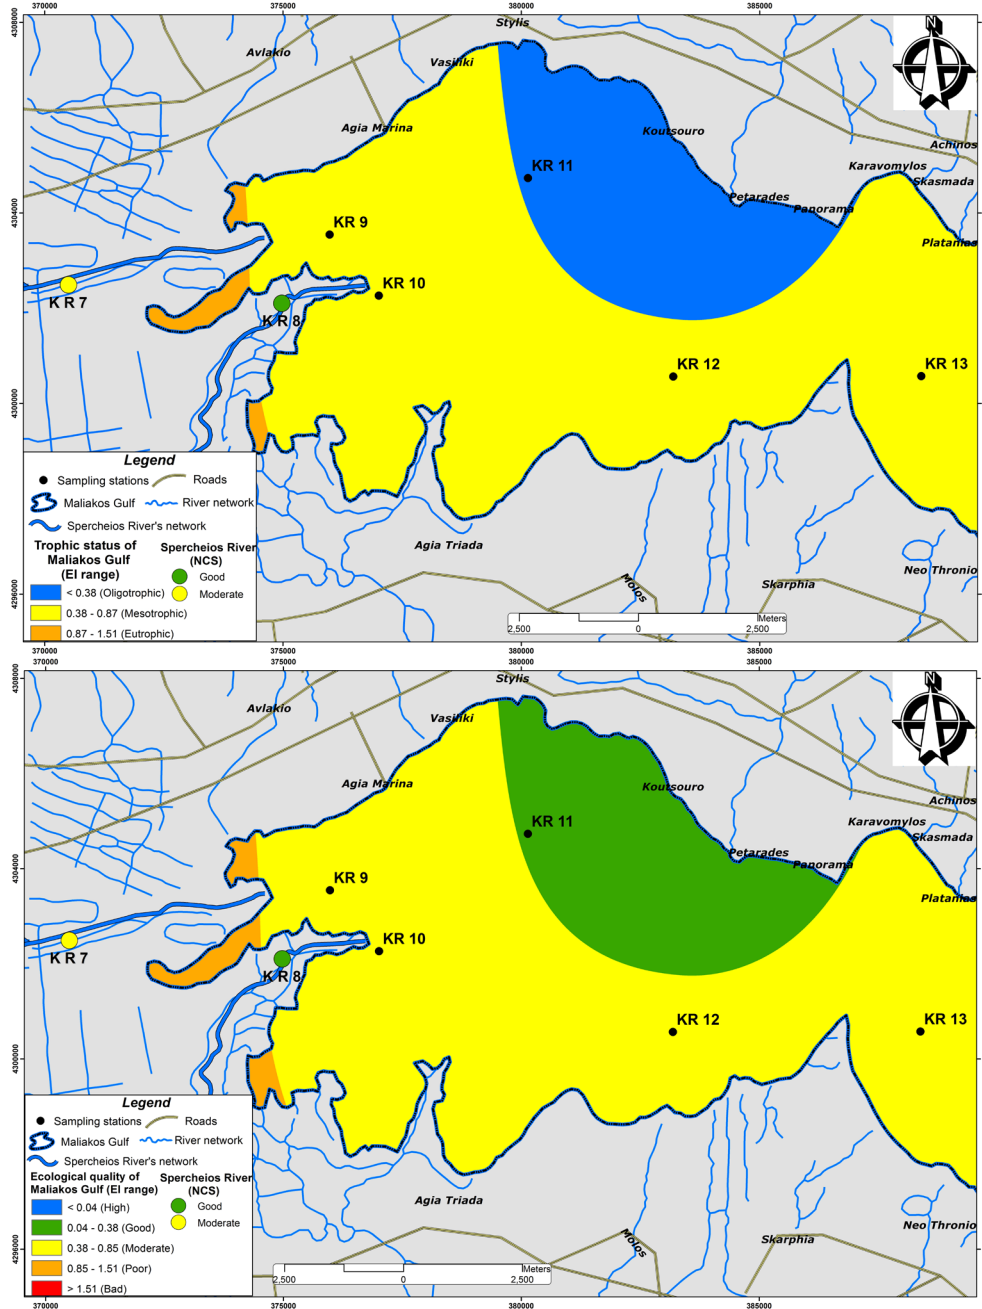 370000 375000 380000 385000
4308000
Stylis
N
Avlakio
Vasiliki
Agia Marina
Koutsouro
Achinos
Karavomylos
KR 11
Skasmada
4304000
Petarades
Panorama
KR 9
Platanias
KR 10
K R 7
K R 8
KR 12
KR 13
4300000
Legend
Sampling stations
Roads
Maliakos Gulf
River network
Spercheios River's network
Trophic status of
Maliakos Gulf
(EI range)
< 0.38 (Oligotrophic)
0.38 - 0.87 (Mesotrophic)
0.87 - 1.51 (Eutrophic)
Spercheios River
(NCS)
Good
Moderate
Agia Triada
Neo Thronio
Molos
Skarphia
4296000
Meters
2,500 0 2,500
370000 375000 380000 385000
4308000
Stylis
N
Avlakio
Vasiliki
Agia Marina
Koutsouro
Achinos
Karavomylos
KR 11
Skasmada
4304000
Petarades
Panorama
KR 9
Platanias
KR 10
K R 7
K R 8
KR 12
KR 13
4300000
Legend
Sampling stations
Roads
Maliakos Gulf
River network
Spercheios River's network
Ecological quality of
Maliakos Gulf (EI range)
< 0.04 (High)
0.04 - 0.38 (Good)
0.38 - 0.85 (Moderate)
0.85 - 1.51 (Poor)
> 1.51 (Bad)
Spercheios River
(NCS)
Good
Moderate
Agia Triada
Neo Thronio
Molos
Skarphia
4296000
Meters
2,500 0 2,500